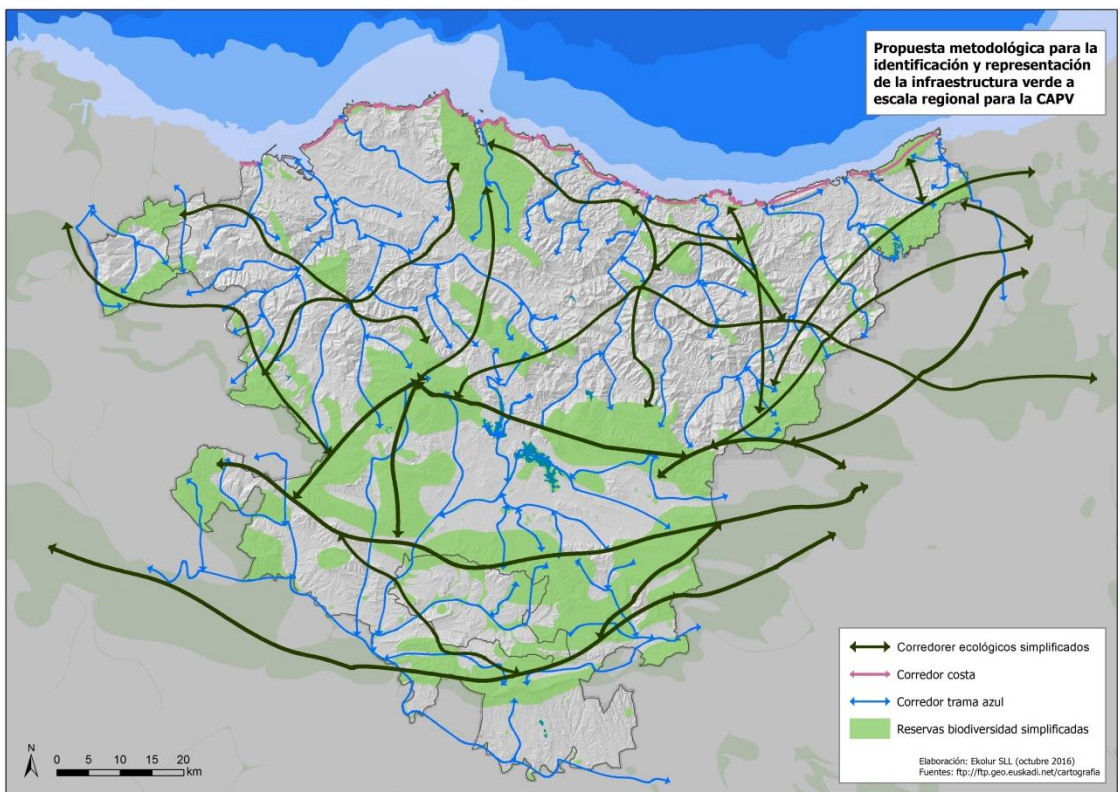 Propuesta metodológica para la
identificación y representación
de la infraestructura verde a
escala regional para la CAPV
Corredorer ecológicos simplificados
Corredor costa
Corredor trama azul
Reservas biodiversidad simplificadas
Elaboración: Ekolur SLL (octubre 2016)
Fuentes: ftp://ftp.geo.euskadi.net/cartografia
N
0 5 10 15 20
km